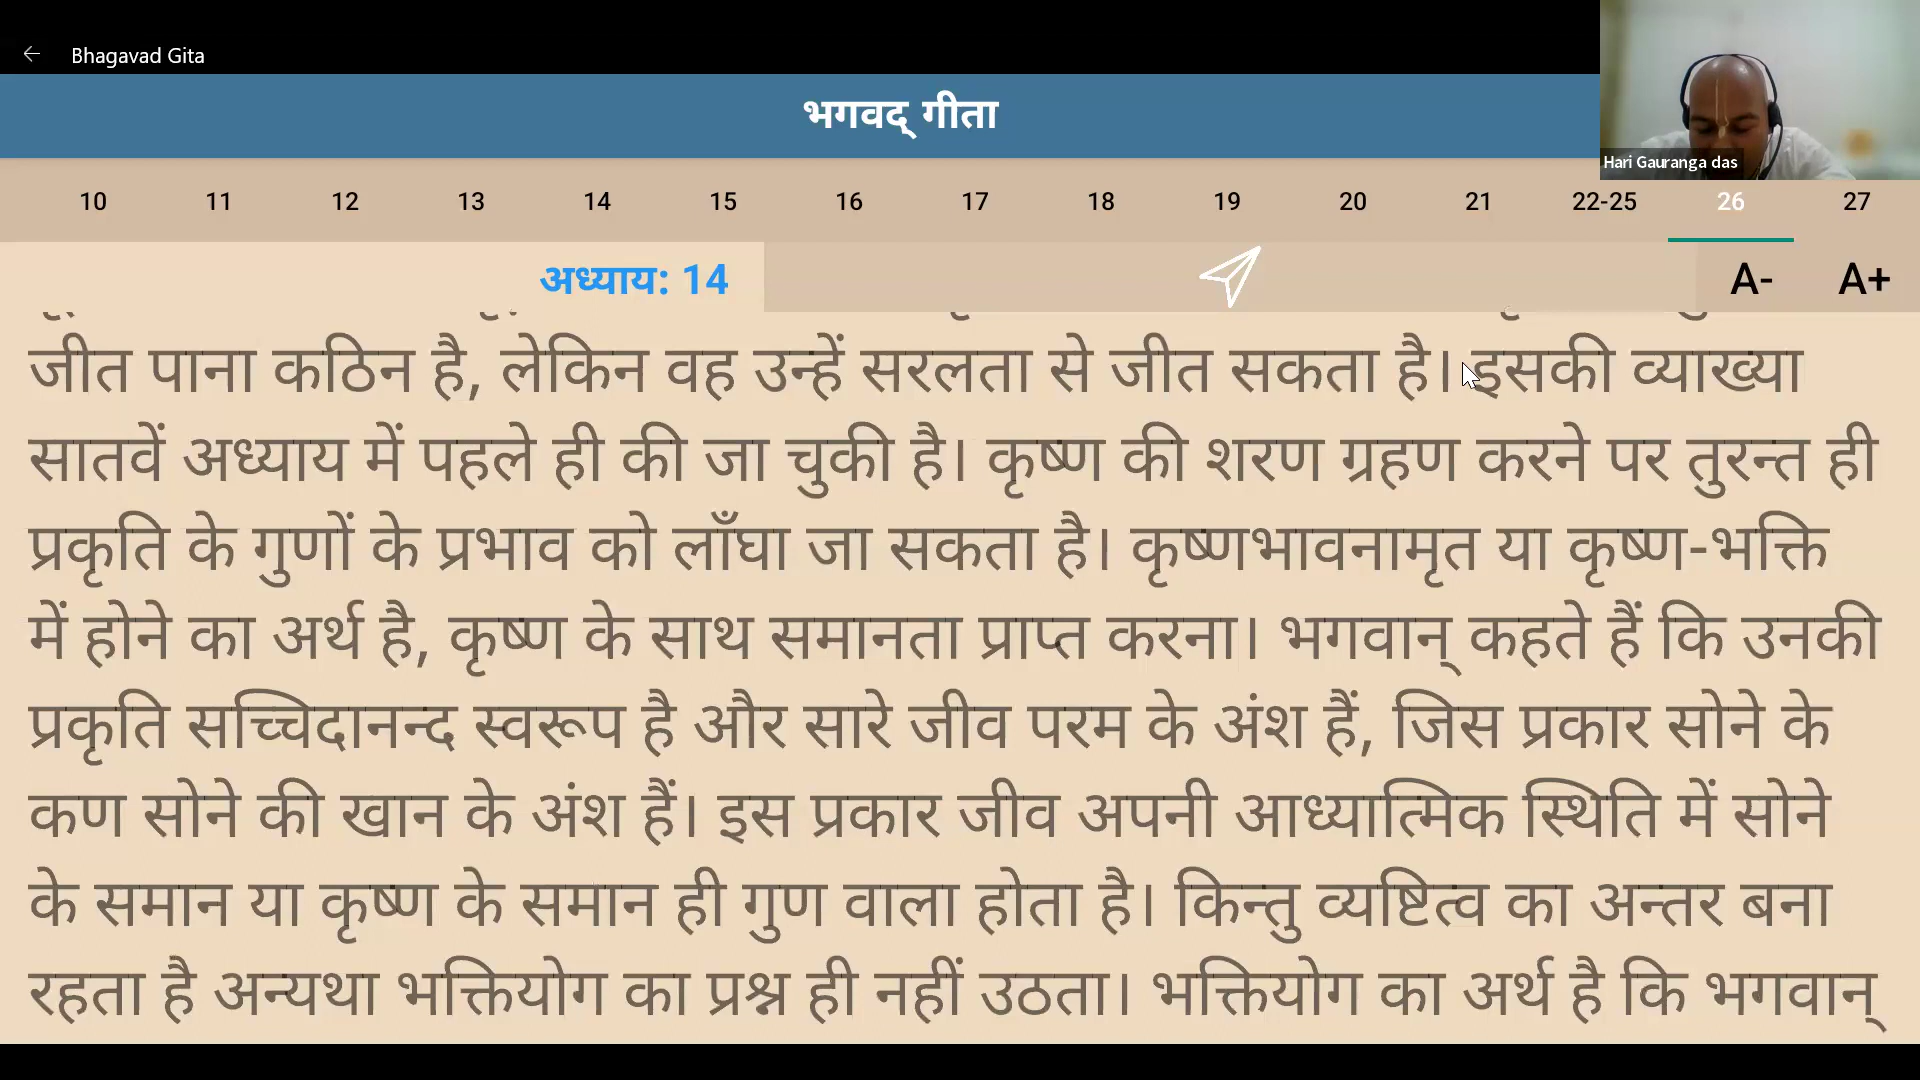 Bhagavad Gita
भगवद् गीता
Hari Gauranga das
10 11 12 13 14 15 16 17 18 19 20 21 22-25 26 27
अध्याय: 14 A- A+
जीत पाना कठिन है, लेकिन वह उन्हें सरलता से जीत सकता है। इसकी व्याख्या
सातवें अध्याय में पहले ही की जा चुकी है। कृष्ण की शरण ग्रहण करने पर तुरन्त ही
प्रकृति के गुणों के प्रभाव को लाँघा जा सकता है। कृष्णभावनामृत या कृष्ण-भक्ति
में होने का अर्थ है, कृष्ण के साथ समानता प्राप्त करना। भगवान् कहते हैं कि उनकी
प्रकृति सच्चिदानन्द स्वरूप है और सारे जीव परम के अंश हैं, जिस प्रकार सोने के
कण सोने की खान के अंश हैं। इस प्रकार जीव अपनी आध्यात्मिक स्थिति में सोने
के समान या कृष्ण के समान ही गुण वाला होता है। किन्तु व्यष्टित्व का अन्तर बना
रहता है अन्यथा भक्तियोग का प्रश्न ही नहीं उठता। भक्तियोग का अर्थ है कि भगवान्